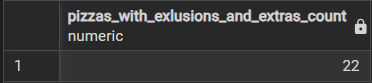 pizzas_with_exlusions_and_extras_count
numeric
1 22